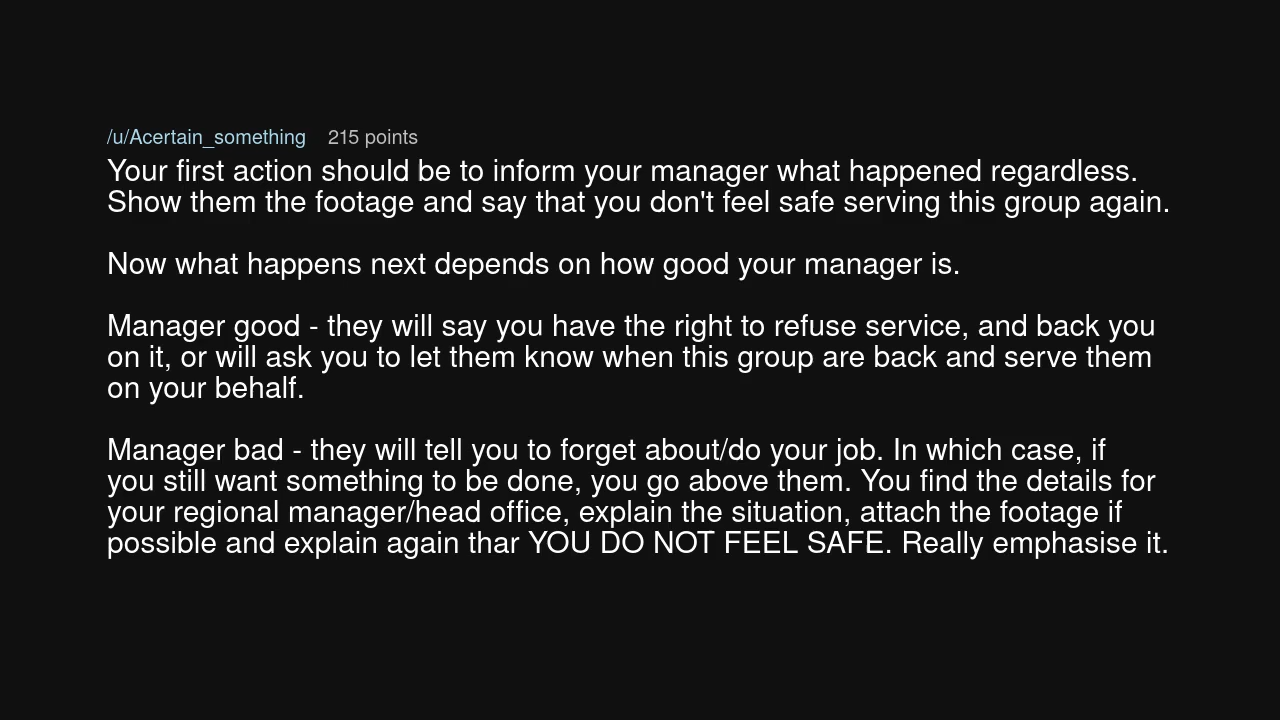 /u/Acertain_something 215 points
Your first action should be to inform your manager what happened regardless.
Show them the footage and say that you don't feel safe serving this group again.
Now what happens next depends on how good your manager is.
Manager good - they will say you have the right to refuse service, and back you
on it, or will ask you to let them know when this group are back and serve them
on your behalf.
Manager bad - they will tell you to forget about/do your job. In which case, if
you still want something to be done, you go above them. You find the details for
your regional manager/head office, explain the situation, attach the footage if
possible and explain again thar YOU DO NOT FEEL SAFE. Really emphasise it.